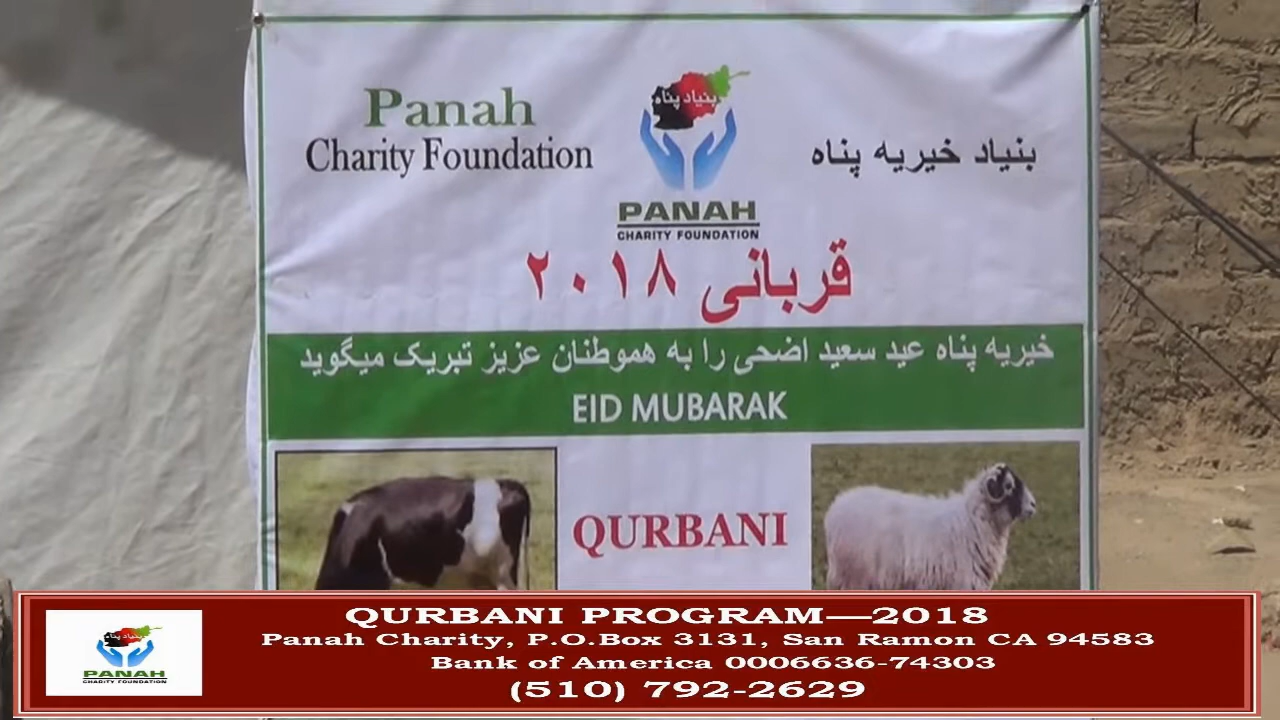 Panah
Charity Foundation
بنیاد پناه
PANAH
CHARITY FOUNDATION
بنیاد خیریه پناه
قربانی ۲۰۱۸
خیریه پناه عید سعید اضحی را به هموطنان عزیز تبریک میگوید
EID MUBARAK
QURBANI
بنیاد پناه
PANAH
CHARITY FOUNDATION
QURBANI PROGRAM—2018
Panah Charity, P.O.Box 3131, San Ramon CA 94583
Bank of America 0006636-74303
(510) 792-2629